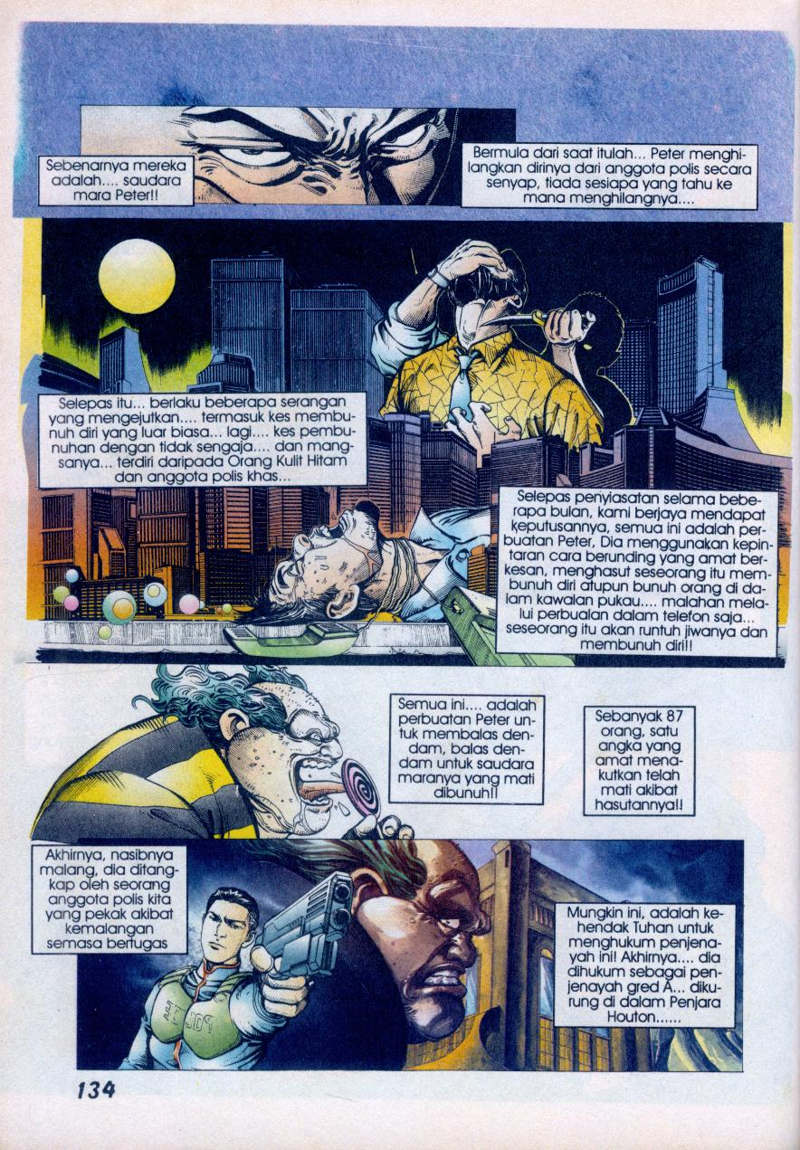 Sebenarnya mereka
adalah.... saudara
mara Peter!!
Bermula dari saat itulah... Peter menghi-
langkan dirinya dari anggota polis secara
senyap, tiada sesiapa yang tahu ke
mana menghilangnya....
Selepas itu... berlaku beberapa serangan
yang mengejutkan.... termasuk kes membu-
nuh diri yang luar biasa... lagi.... kes pembu-
nuhan dengan tidak sengaja.... dan mang-
sanya... terdiri daripada Orang Kulit Hitam
dan anggota polis khas...
Selepas penyiasatan selama bebe-
rapa bulan, kami berjaya mendapat
keputusannya, semua ini adalah per-
buatan Peter, Dia menggunakan kepin-
taran cara berunding yang amat ber-
kesan, menghasut seseorang itu mem-
bunuh diri atupun bunuh orang di da-
lam kawalan pukau.... malahan mela-
lui perbualan dalam telefon saja...
seseorang itu akan runtuh jiwanya dan
membunuh diri!!
Semua ini.... adalah
perbuatan Peter un-
tuk membalas den-
dam, balas den-
dam untuk saudara
maranya yang mati
dibunuh!!
Sebanyak 87
orang, satu
angka yang
amat mena-
kutkan telah
mati akibat
hasutannya!!
Akhirnya, nasibnya
malang, dia ditang-
kap oleh seorang
anggota polis kita
yang pekak akibat
kemalangan
semasa bertugas
Mungkin ini, adalah ke-
hendak Tuhan untuk
menghukum penjena-
yah ini! Akhirnya.... dia
dihukum sebagai pen-
jenayah gred A... diku-
rung di dalam Penjara
Houton......
134